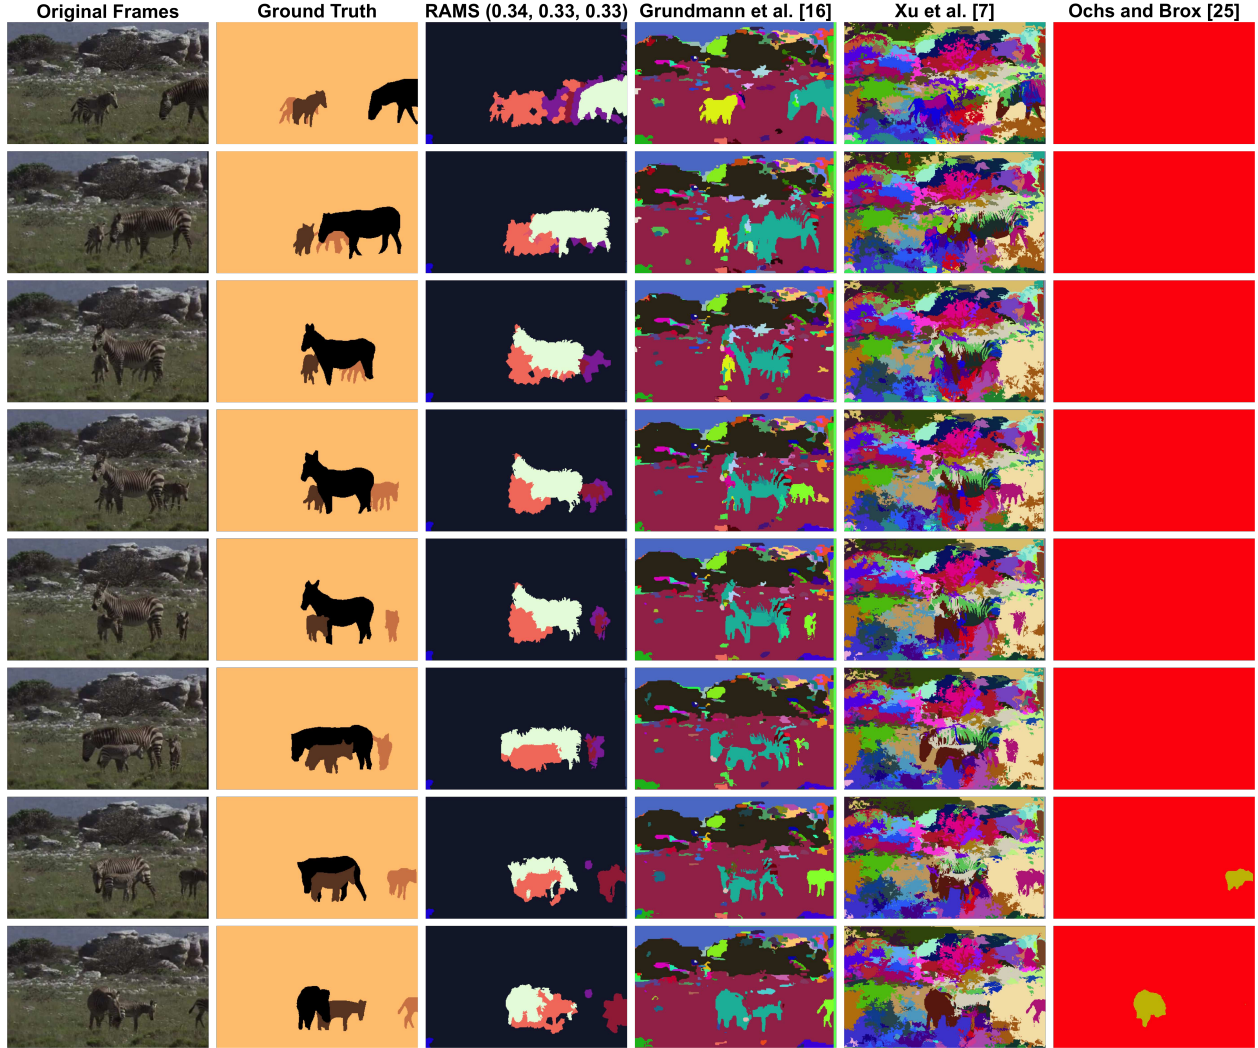 Original Frames
Ground Truth
RAMS (0.34, 0.33, 0.33)
Grundmann et al. [16]
Xu et al. [7]
Ochs and Brox [25]